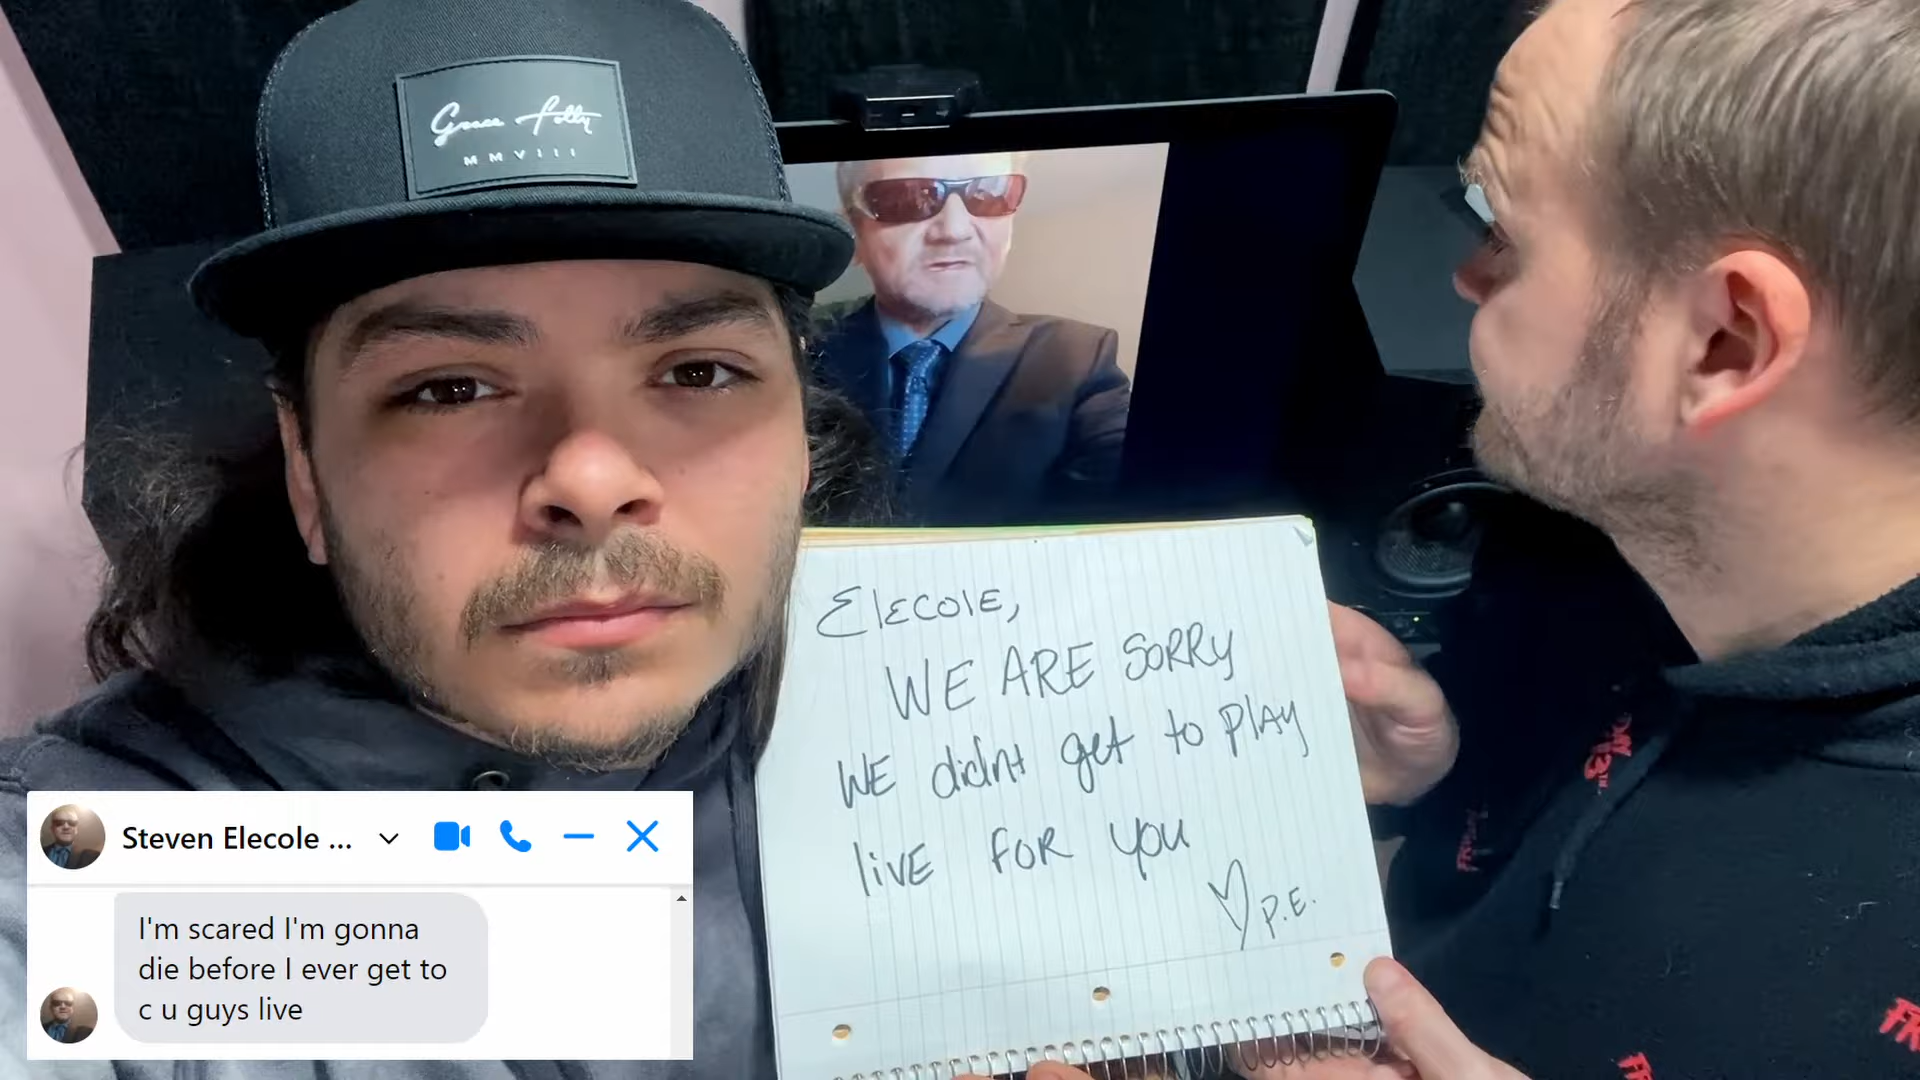 Grace Folly
MMVIII
Elecole,
WE ARE SORRY
WE didnt get to PlAy
livE FOR you
♡ P.E.
Steven Elecole ...
I'm scared I'm gonna
die before I ever get to
c u guys live